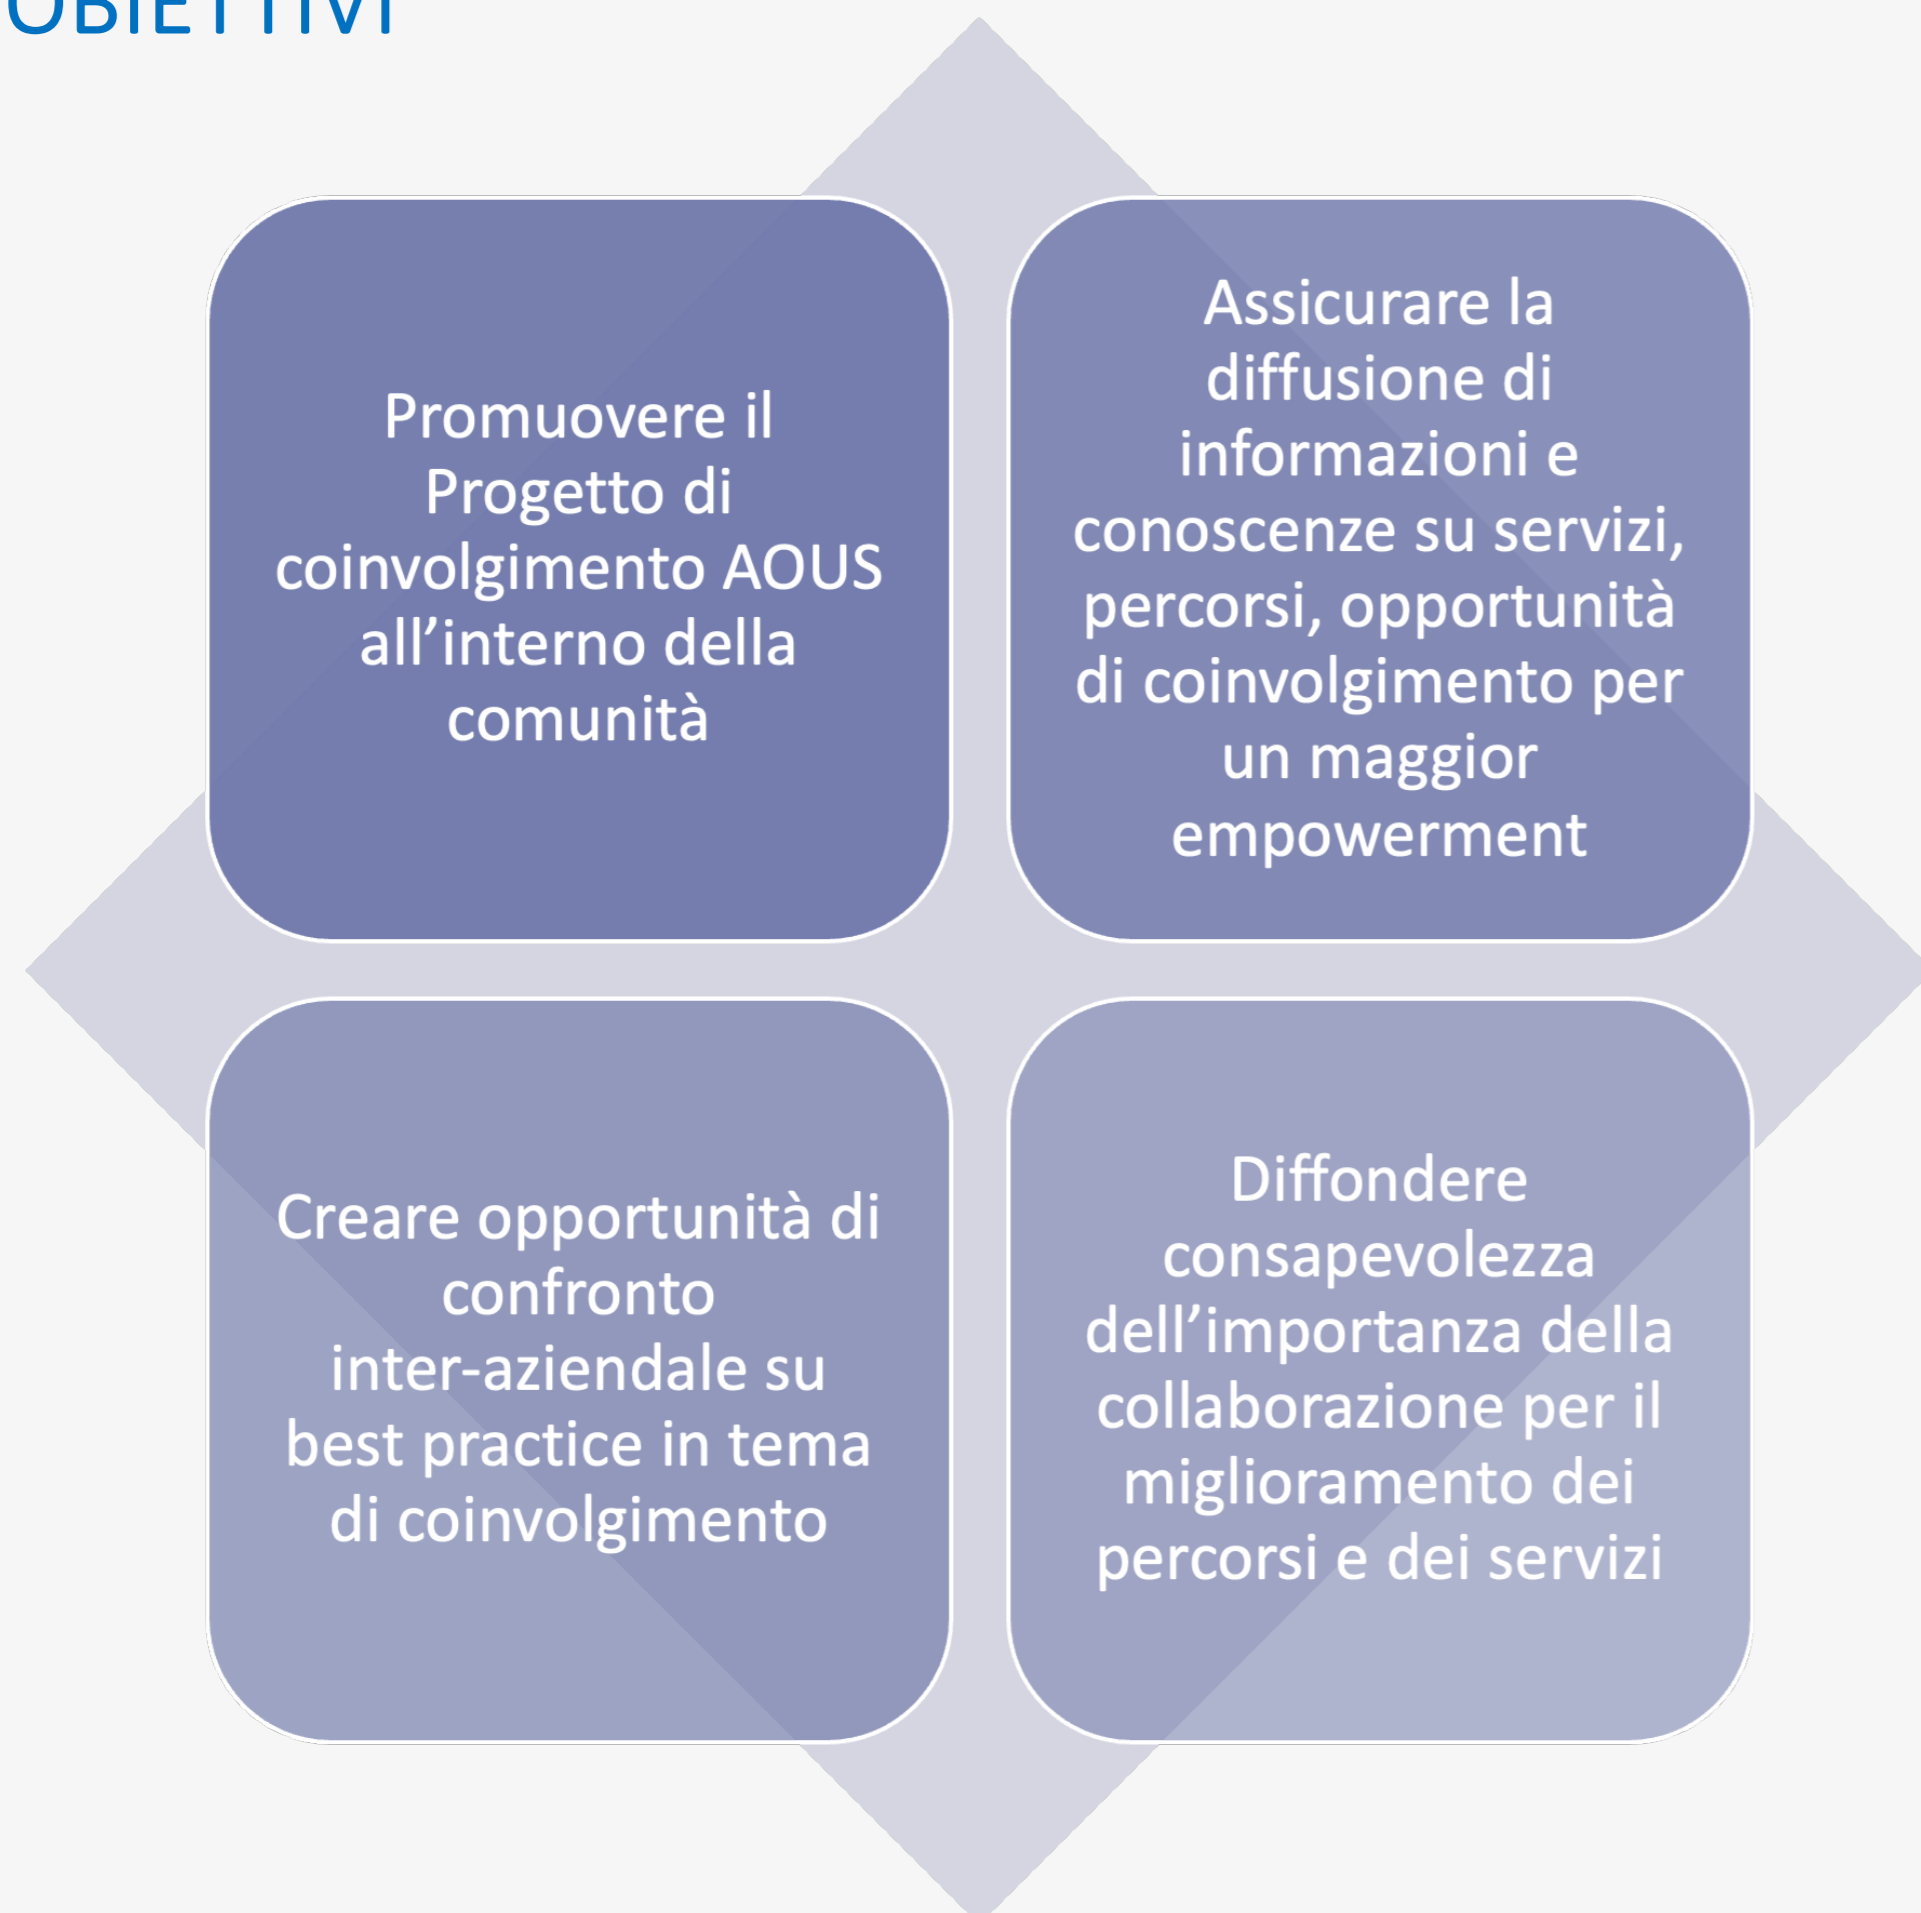 OBIETTIVI
Promuovere il
Progetto di
coinvolgimento AOUS
all’interno della
comunità
Assicurare la
diffusione di
informazioni e
conoscenze su servizi,
percorsi, opportunità
di coinvolgimento per
un maggior
empowerment
Creare opportunità di
confronto
inter-aziendale su
best practice in tema
di coinvolgimento
Diffondere
consapevolezza
dell’importanza della
collaborazione per il
miglioramento dei
percorsi e dei servizi